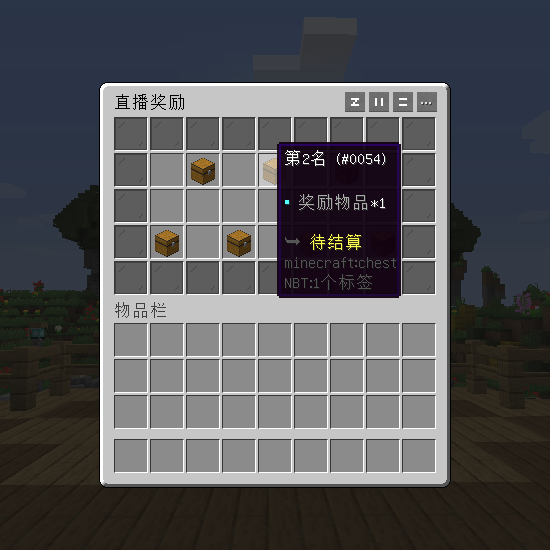 直播奖励
第2名 (#0054)
▪ 奖励物品*1
待结算
minecraft:chest
NBT:1个标签
物品栏